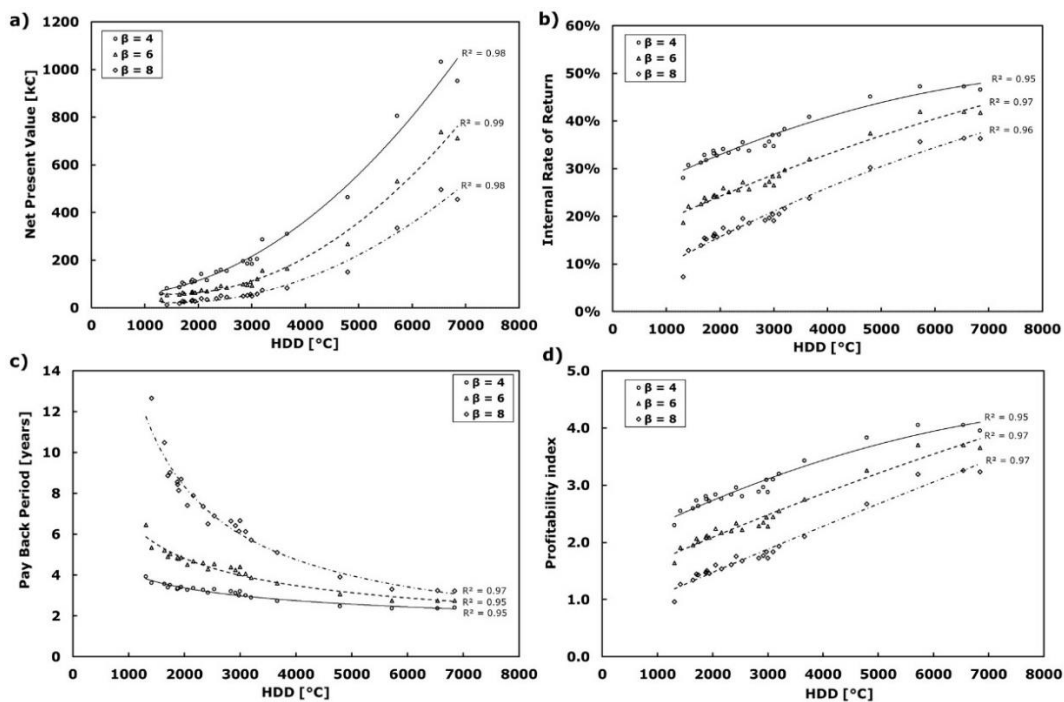 a)
Net Present Value [k€]
1200
1000
800
600
400
200
0
β = 4
β = 6
β = 8
R² = 0.98
R² = 0.99
R² = 0.98
0 1000 2000 3000 4000 5000 6000 7000 8000
HDD [°C]
b)
Internal Rate of Return
60%
50%
40%
30%
20%
10%
0%
β = 4
β = 6
β = 8
R² = 0.95
R² = 0.97
R² = 0.96
0 1000 2000 3000 4000 5000 6000 7000 8000
HDD [°C]
c)
Pay Back Period [years]
14
12
10
8
6
4
2
0
β = 4
β = 6
β = 8
R² = 0.97
R² = 0.95
R² = 0.95
0 1000 2000 3000 4000 5000 6000 7000 8000
HDD [°C]
d)
Profitability index
5.0
4.0
3.0
2.0
1.0
0.0
β = 4
β = 6
β = 8
R² = 0.95
R² = 0.97
R² = 0.97
0 1000 2000 3000 4000 5000 6000 7000 8000
HDD [°C]